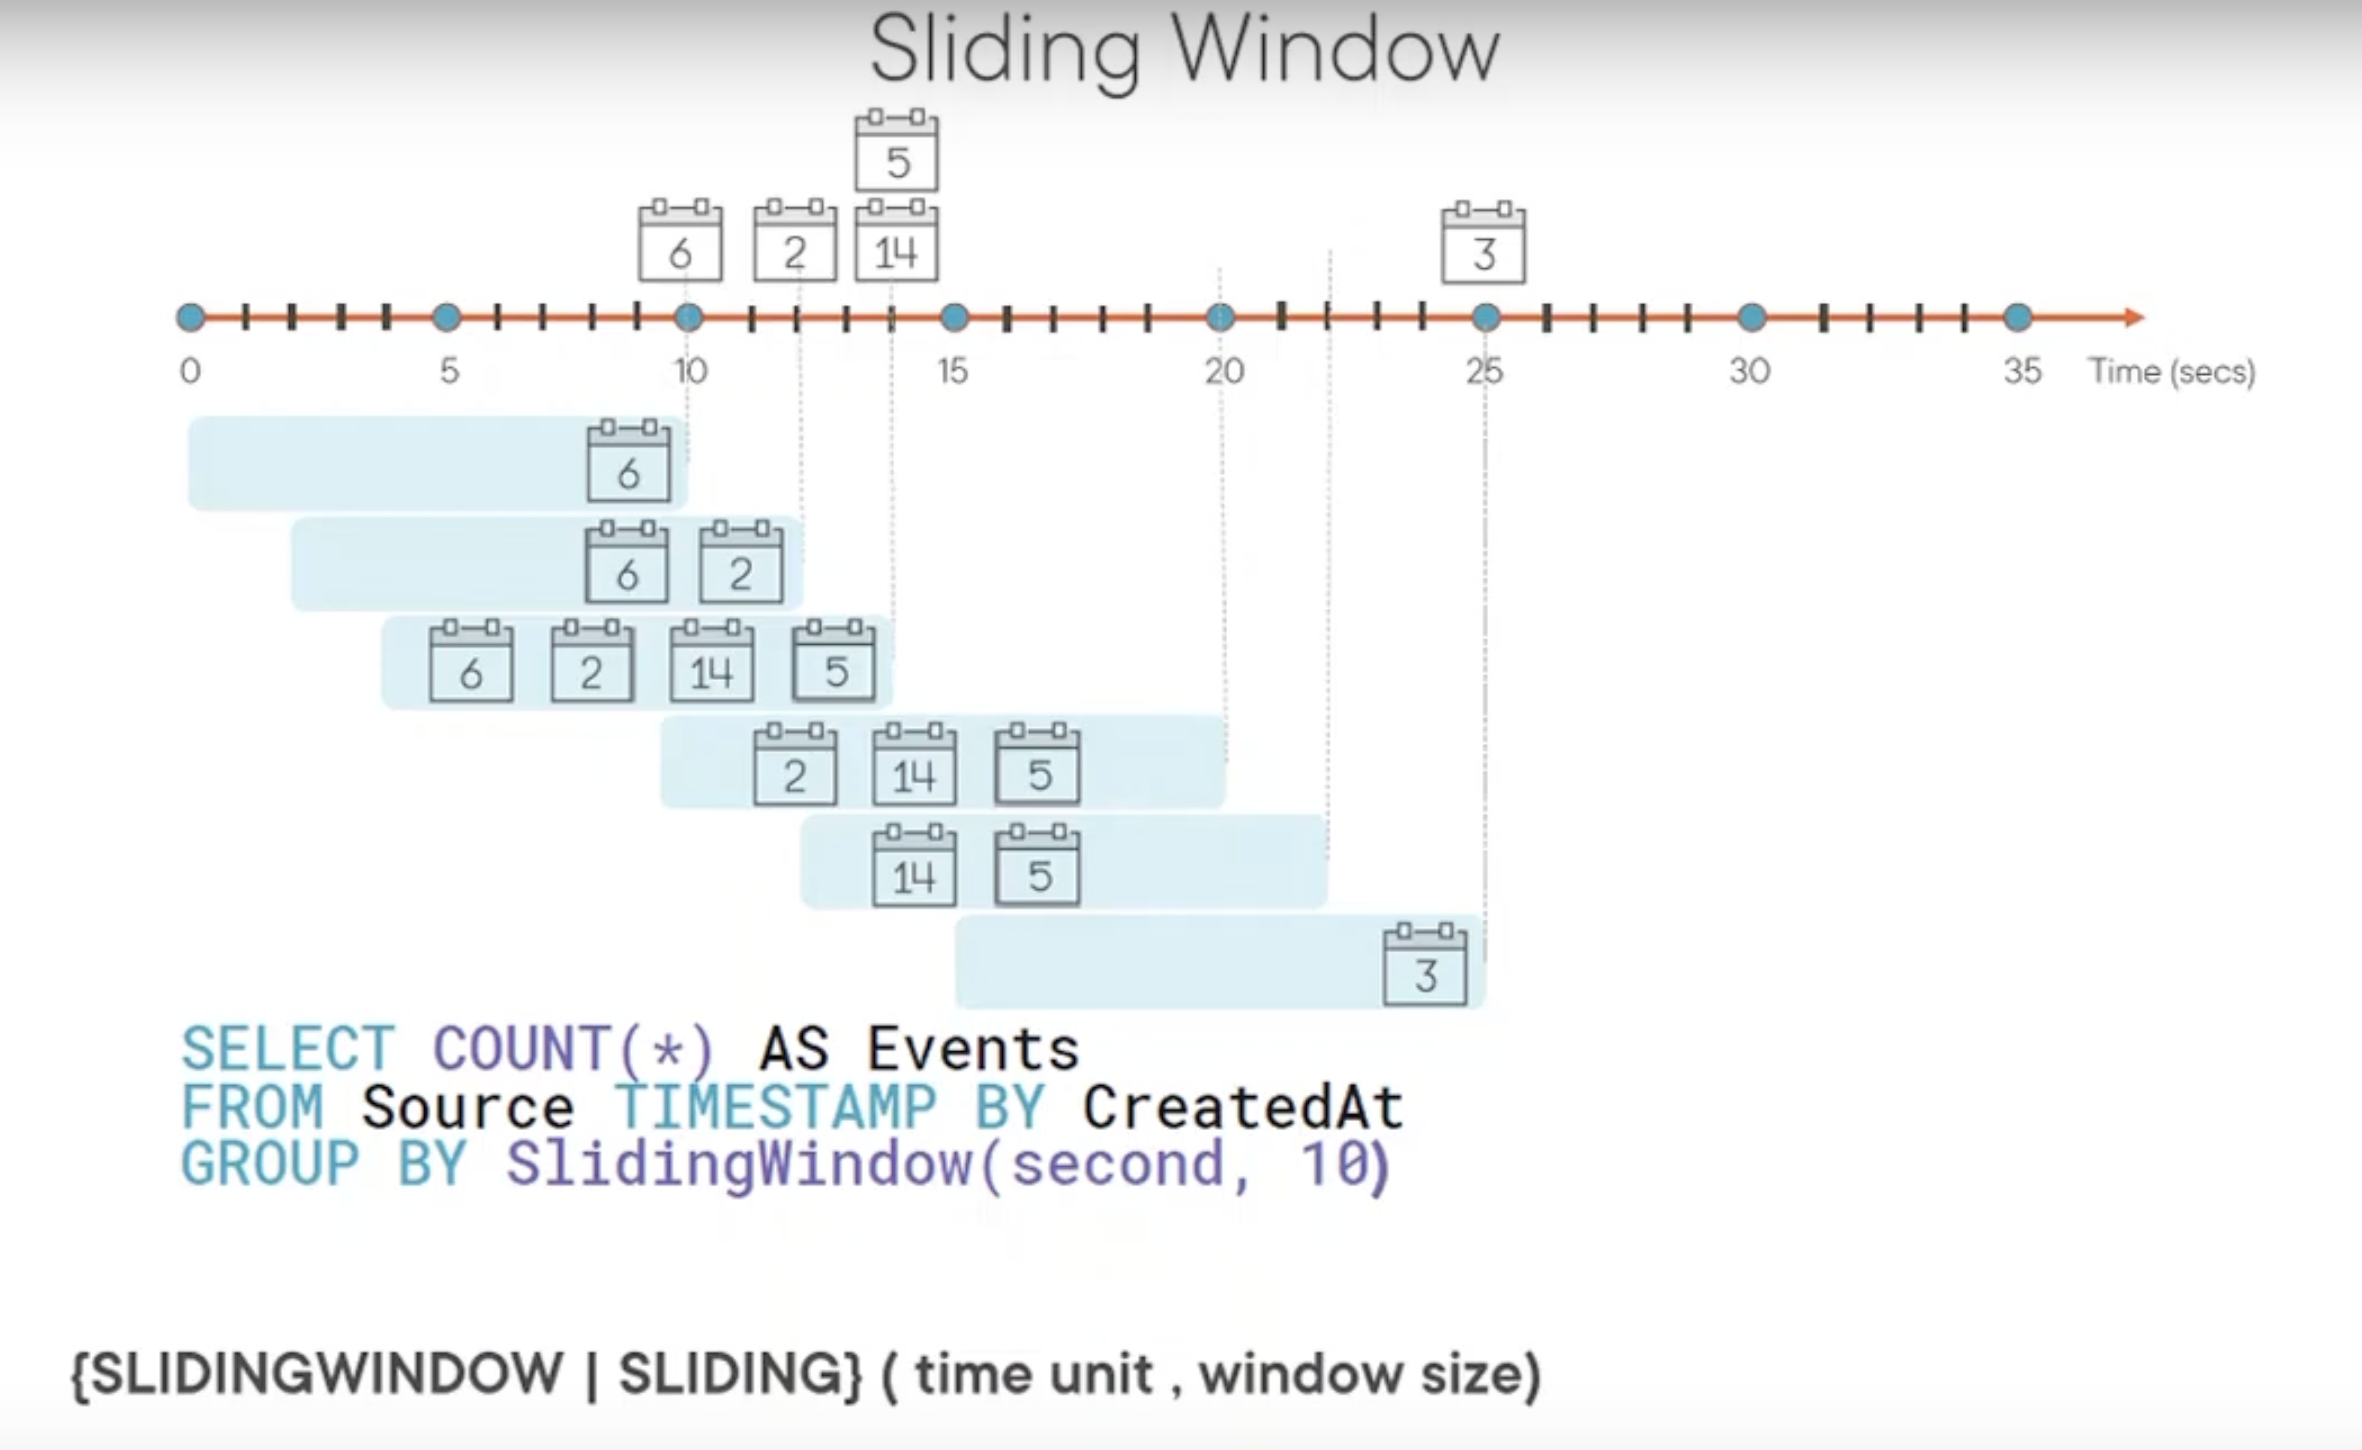 Sliding Window
5
6 2 14 3
0 5 10 15 20 25 30 35 Time (secs)
6
6 2
6 2 14 5
2 14 5
14 5
3
SELECT COUNT(*) AS Events
FROM Source TIMESTAMP BY CreatedAt
GROUP BY SlidingWindow(second, 10)
{SLIDINGWINDOW | SLIDING} ( time unit , window size)